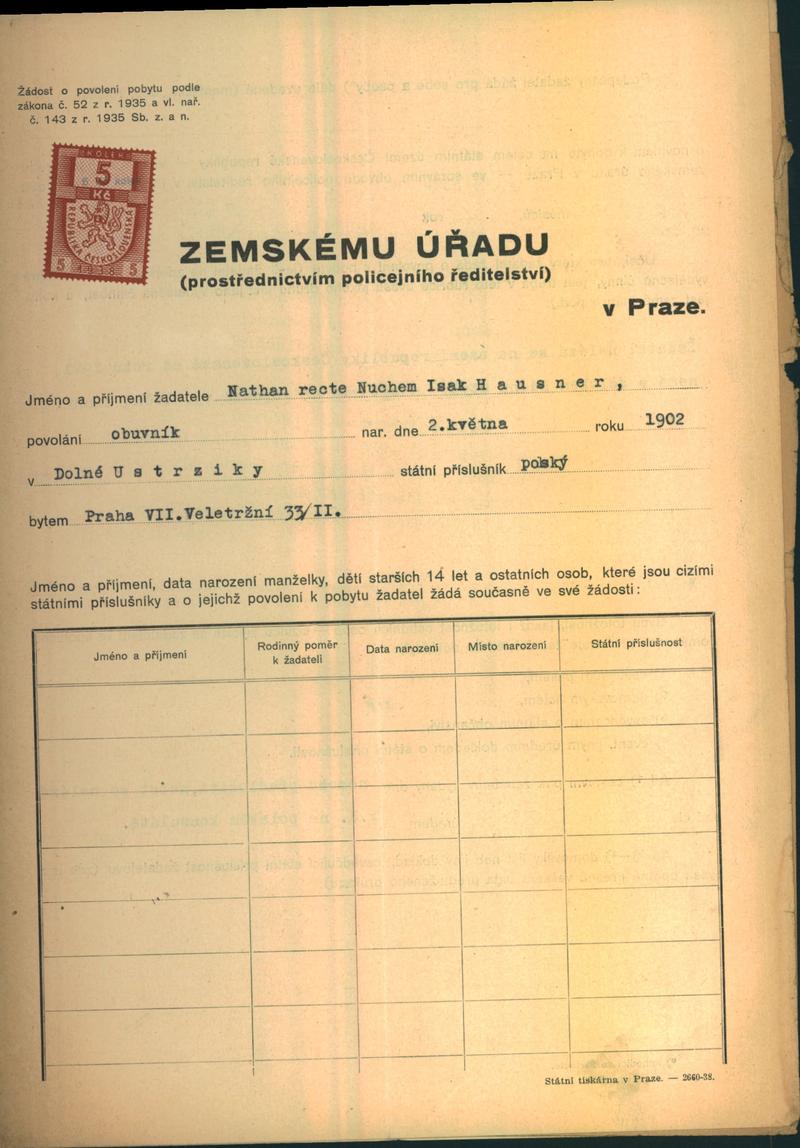 Žádost o povolení pobytu podle
zákona č. 52 z r. 1935 a vl. nař.
č. 143 z r. 1935 Sb. z. a n.
KOLEK
5
Kč
REPUBLIKA ČESKOSLOVENSKÁ
5 1938 5
ZEMSKÉMU ÚŘADU
(prostřednictvím policejního ředitelství)
v Praze.
Jméno a příjmení žadatele Nathan recte Nuchem Isak Hausner,
povolání obuvník nar. dne 2.května roku 1902
v Dolné Ustrziky státní příslušník polský
bytem Praha VII.Veletržní 33/II.
Jméno a příjmení, data narození manželky, dětí starších 14 let a ostatních osob, které jsou cizími
státními příslušníky a o jejichž povolení k pobytu žadatel žádá současně ve své žádosti:
Jméno a příjmení
Rodinný poměr
k žadateli
Data narození
Místo narození
Státní příslušnost
Státní tiskárna v Praze. — 2660-38.